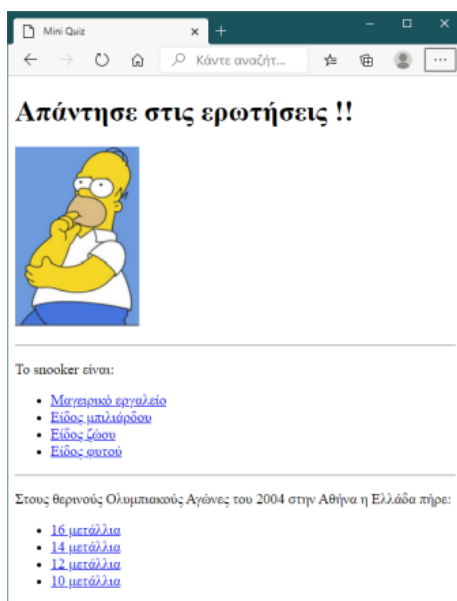 Mini Quiz
Κάντε αναζήτ...
Απάντησε στις ερωτήσεις !!
Το snooker είναι:
Μαγειρικό εργαλείο
Είδος μπιλιάρδου
Είδος ζώου
Είδος φυτού
Στους θερινούς Ολυμπιακούς Αγώνες του 2004 στην Αθήνα η Ελλάδα πήρε:
16 μετάλλια
14 μετάλλια
12 μετάλλια
10 μετάλλια